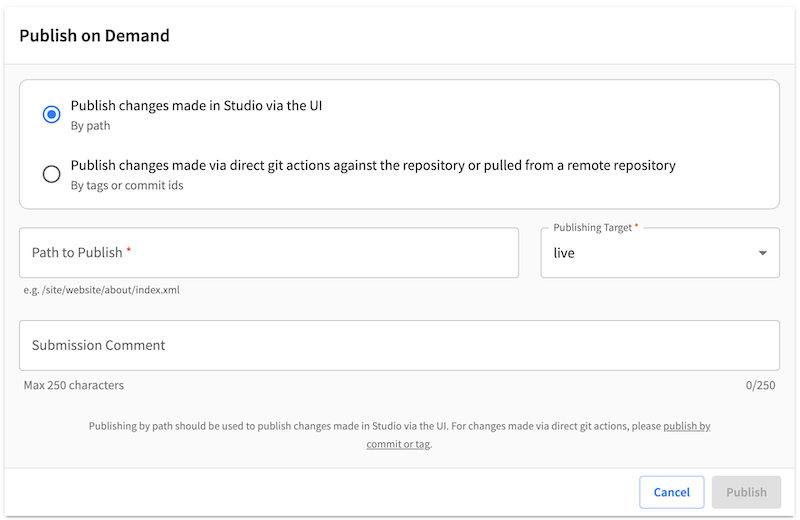 Publish on Demand
Publish changes made in Studio via the UI
By path
Publish changes made via direct git actions against the repository or pulled from a remote repository
By tags or commit ids
Path to Publish *
Publishing Target *
live
e.g. /site/website/about/index.xml
Submission Comment
Max 250 characters
0/250
Publishing by path should be used to publish changes made in Studio via the UI. For changes made via direct git actions, please publish by
commit or tag.
Cancel
Publish